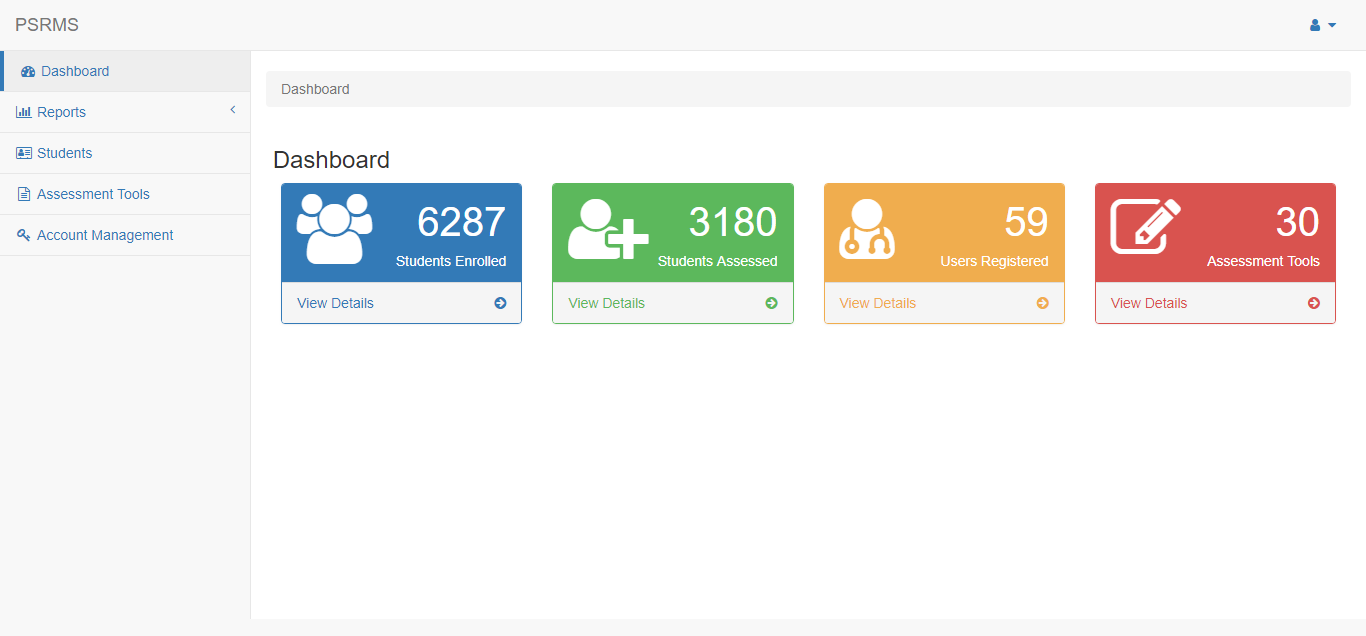 PSRMS
Dashboard
Reports
Students
Assessment Tools
Account Management
Dashboard
Dashboard
6287
Students Enrolled
View Details
3180
Students Assessed
View Details
59
Users Registered
View Details
30
Assessment Tools
View Details